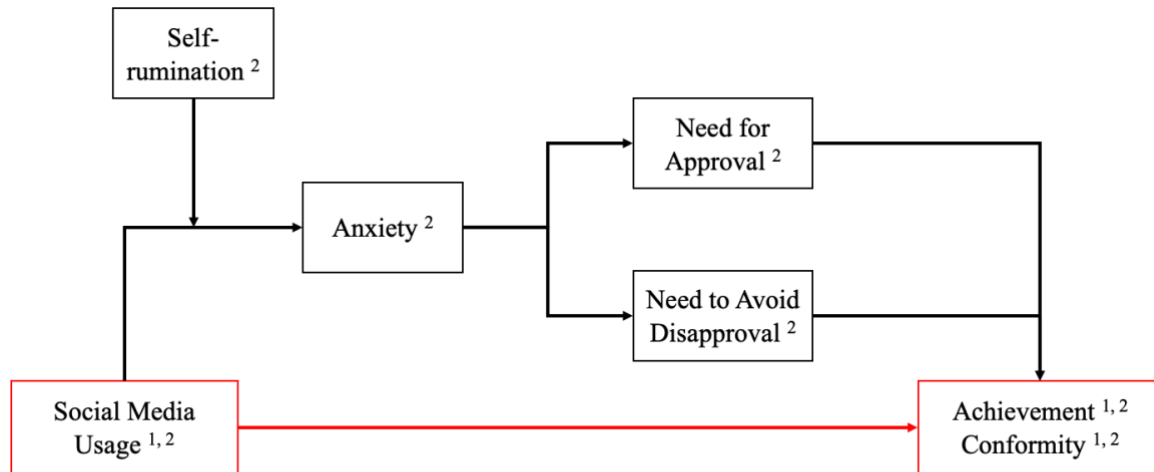 Self-
rumination ²
Need for
Approval ²
Anxiety ²
Need to Avoid
Disapproval ²
Social Media
Usage ¹, ²
Achievement ¹, ²
Conformity ¹, ²